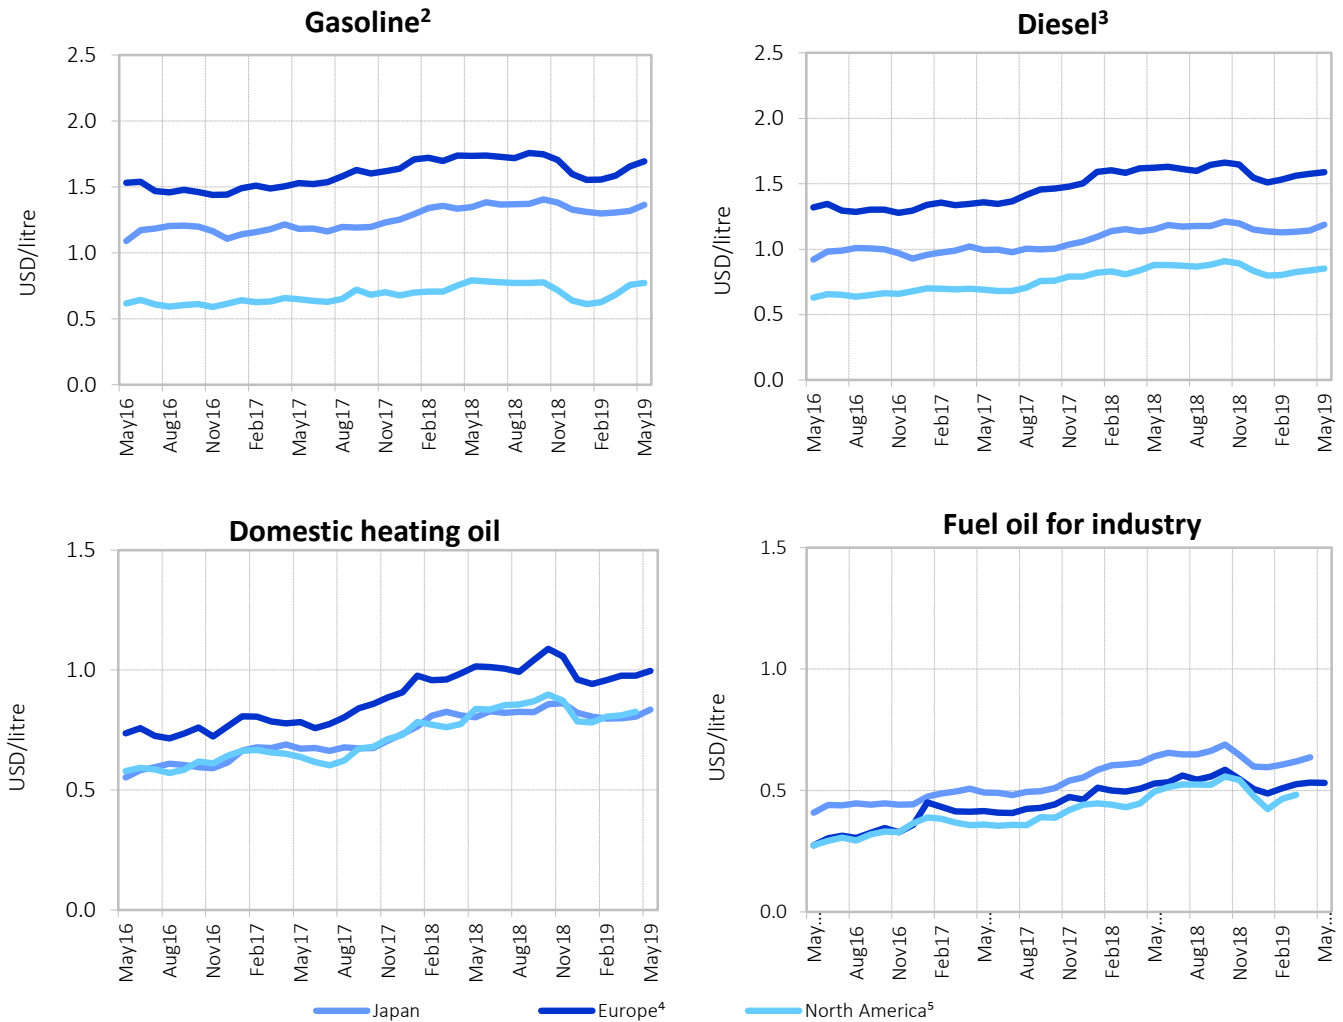 Gasoline²
2.5
2.0
1.5
1.0
0.5
0.0
USD/litre
May16
Aug16
Nov16
Feb17
May17
Aug17
Nov17
Feb18
May18
Aug18
Nov18
Feb19
May19
Diesel³
2.5
2.0
1.5
1.0
0.5
0.0
USD/litre
May16
Aug16
Nov16
Feb17
May17
Aug17
Nov17
Feb18
May18
Aug18
Nov18
Feb19
May19
Domestic heating oil
1.5
1.0
0.5
0.0
USD/litre
May16
Aug16
Nov16
Feb17
May17
Aug17
Nov17
Feb18
May18
Aug18
Nov18
Feb19
May19
Fuel oil for industry
1.5
1.0
0.5
0.0
USD/litre
May...
Aug16
Nov16
Feb17
May...
Aug17
Nov17
Feb18
May...
Aug18
Nov18
Feb19
May...
Japan
Europe⁴
North America⁵